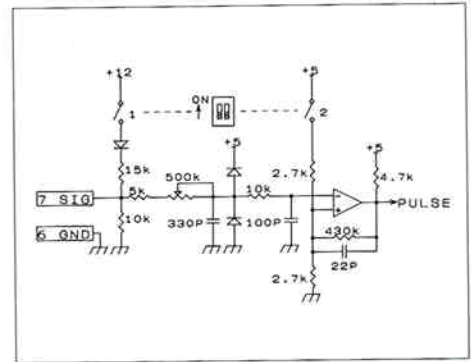 +12
+5
ON
1
2
15k
500k
+5
2.7k
+5
4.7k
7 SIG
5k
10k
PULSE
10k
330P
100P
430k
6 GND
22P
2.7k